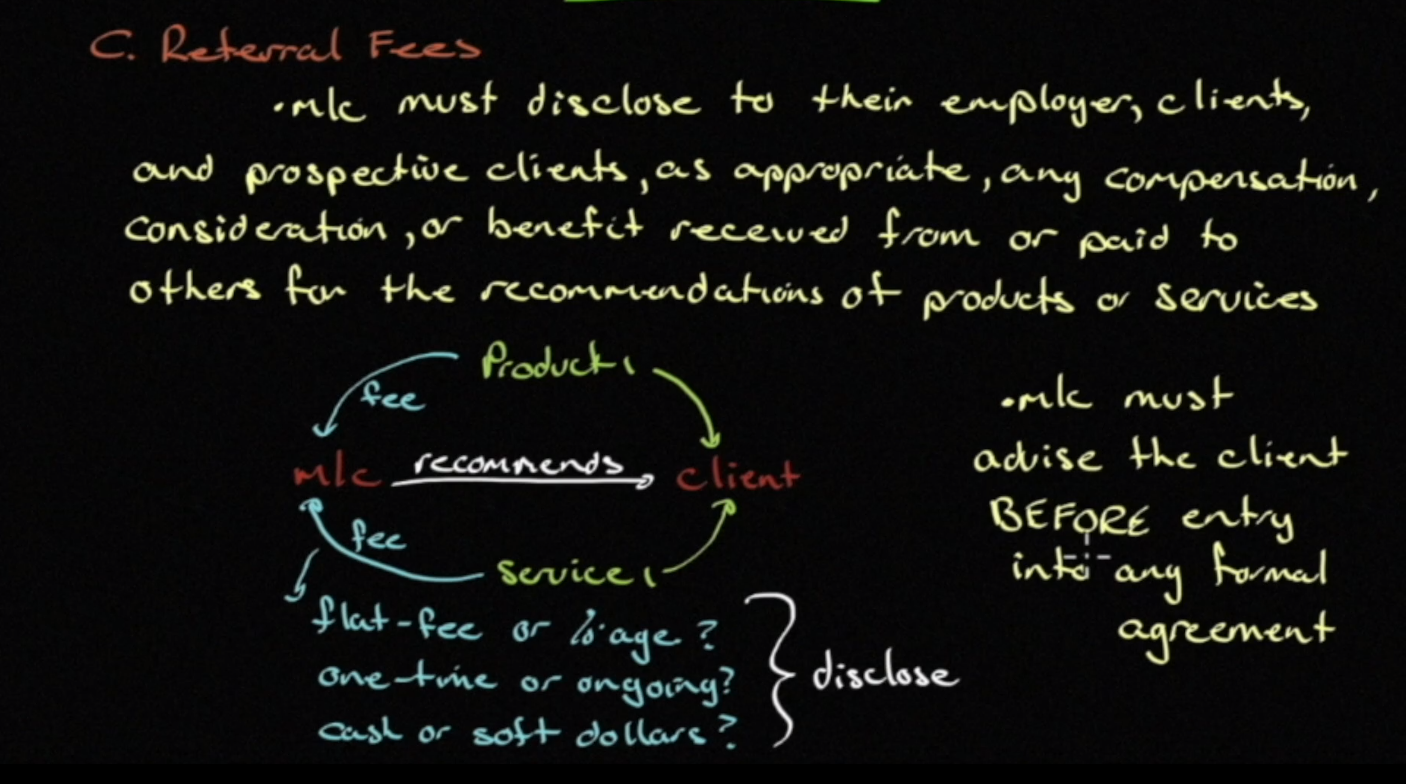 C. Referral Fees
• m/c must disclose to their employer, clients,
and prospective clients, as appropriate, any compensation,
consideration, or benefit received from or paid to
others for the recommendations of products or services
Product 1
fee
m/c recommends client
fee
Service 1
flat-fee or %'age?
one-time or ongoing?
cash or soft dollars?
disclose
• m/c must
advise the client
BEFORE entry
into any formal
agreement